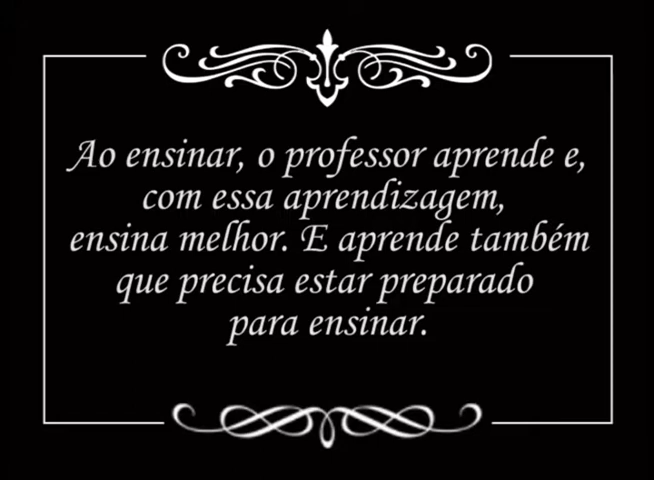 Ao ensinar, o professor aprende e,
com essa aprendizagem,
ensina melhor. E aprende também
que precisa estar preparado
para ensinar.